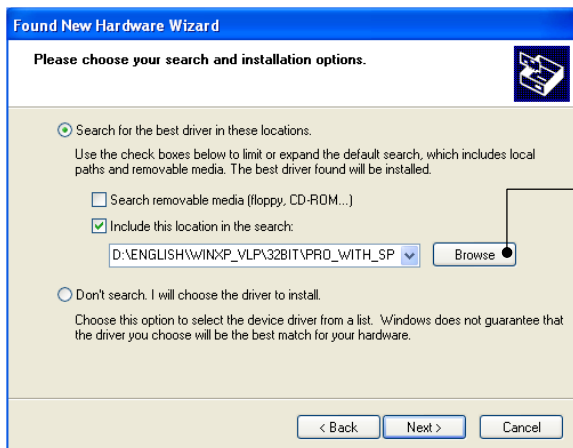 Found New Hardware Wizard
Please choose your search and installation options.
Search for the best driver in these locations.
Use the check boxes below to limit or expand the default search, which includes local
paths and removable media. The best driver found will be installed.
Search removable media (floppy, CD-ROM...)
Include this location in the search:
D:\ENGLISH\WINXP_VLP\32BIT\PRO_WITH_SP
Browse
Don't search. I will choose the driver to install.
Choose this option to select the device driver from a list.  Windows does not guarantee that
the driver you choose will be the best match for your hardware.
< Back
Next >
Cancel